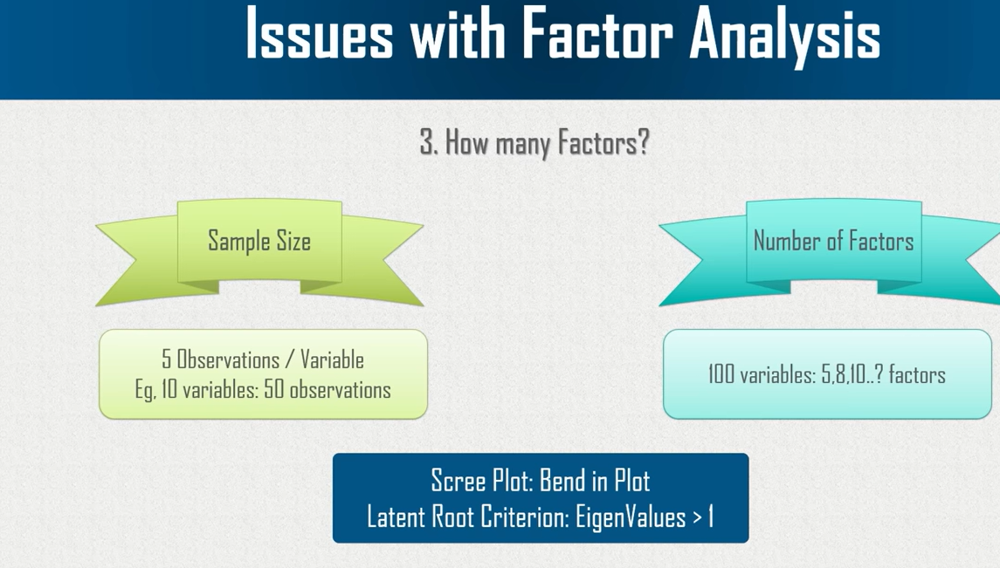 Issues with Factor Analysis
3. How many Factors?
Sample Size
5 Observations / Variable
Eg, 10 variables: 50 observations
Number of Factors
100 variables: 5,8,10..? factors
Scree Plot: Bend in Plot
Latent Root Criterion: EigenValues > 1